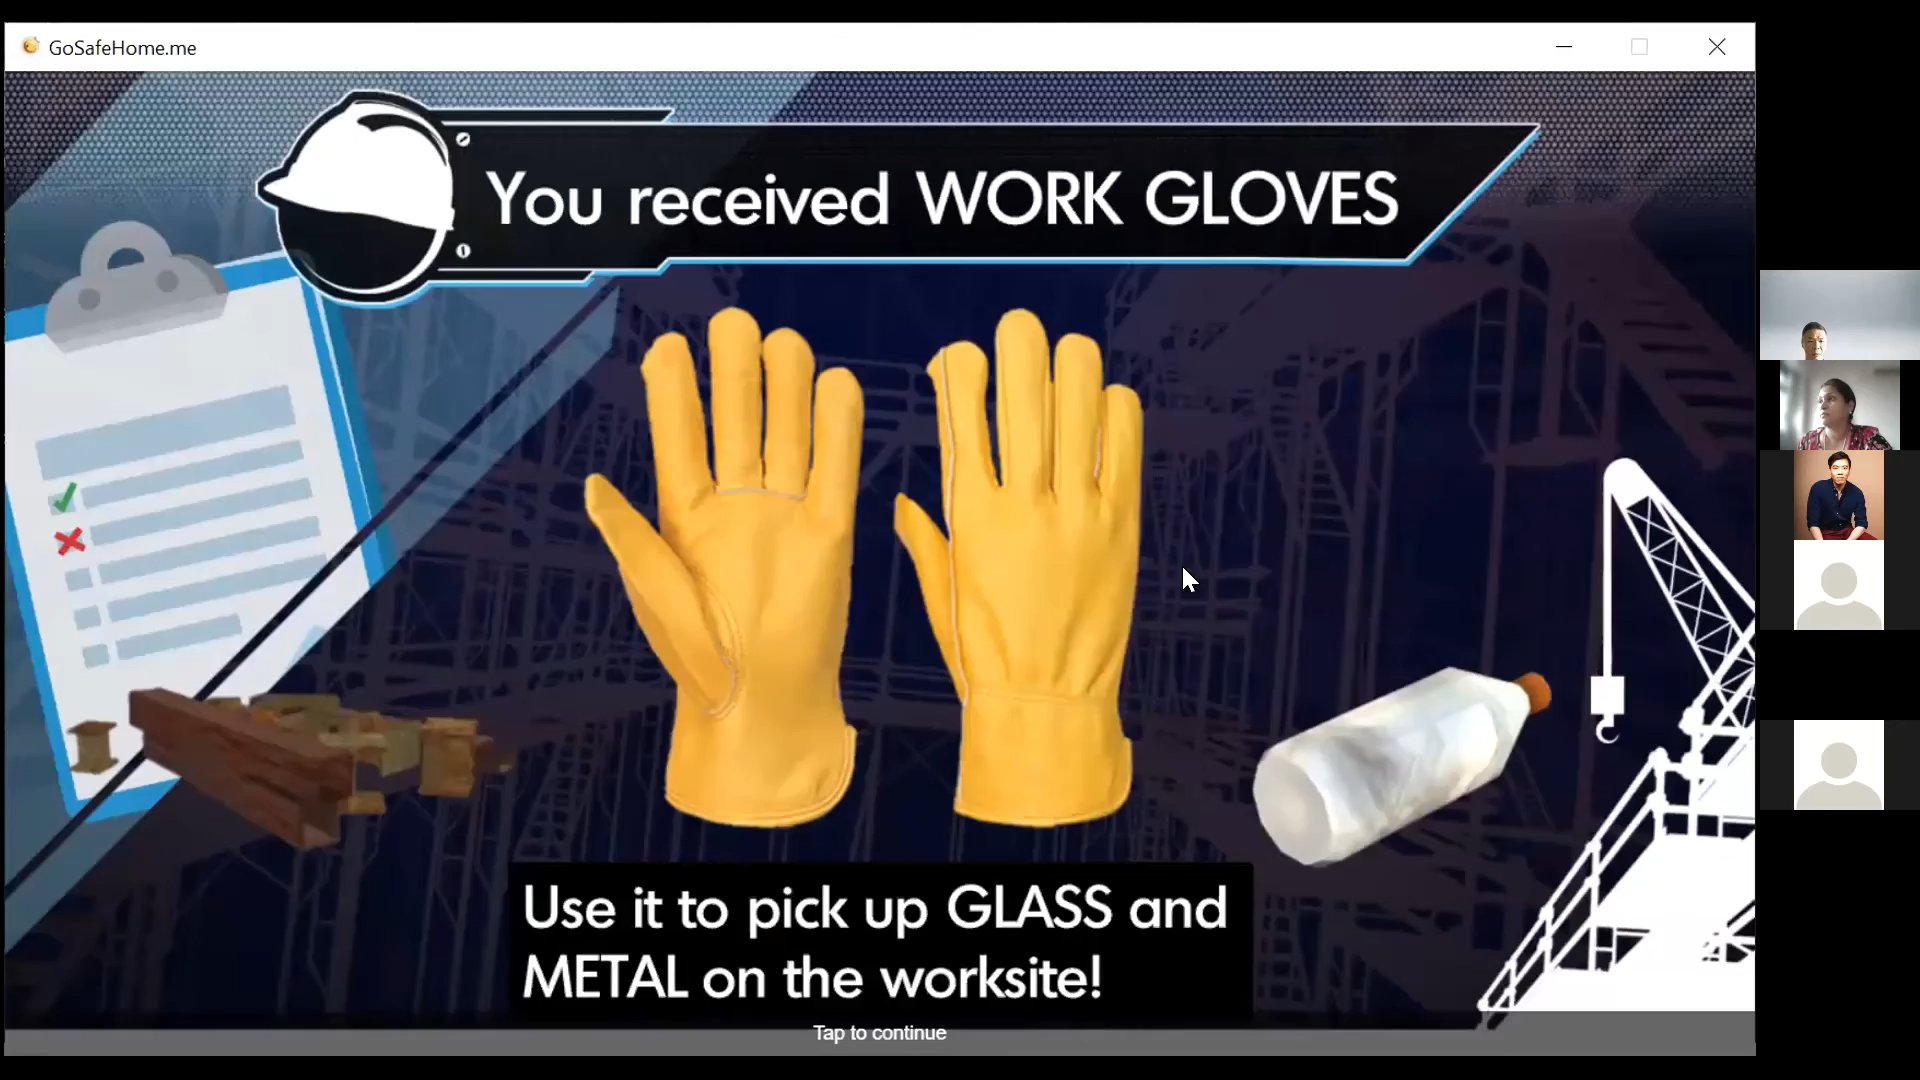 GoSafeHome.me
You received WORK GLOVES
Use it to pick up GLASS and
METAL on the worksite!
Tap to continue